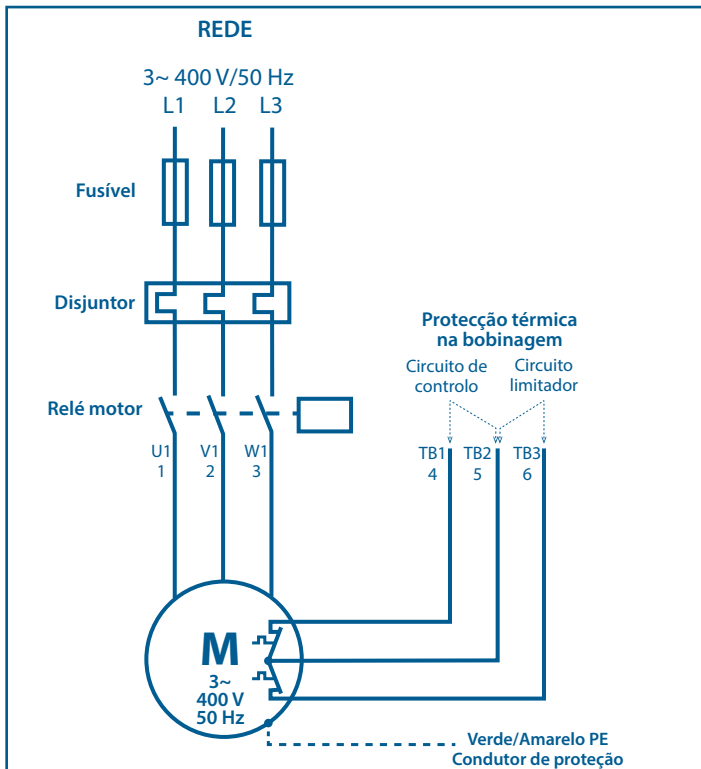 REDE
3~ 400 V/50 Hz
L1 L2 L3
Fusível
Disjuntor
Protecção térmica
na bobinagem
Circuito de
controlo
Circuito
limitador
Relé motor
U1 V1 W1
1 2 3
TB1 TB2 TB3
4 5 6
M
3~
400 V
50 Hz
Verde/Amarelo PE
Condutor de proteção